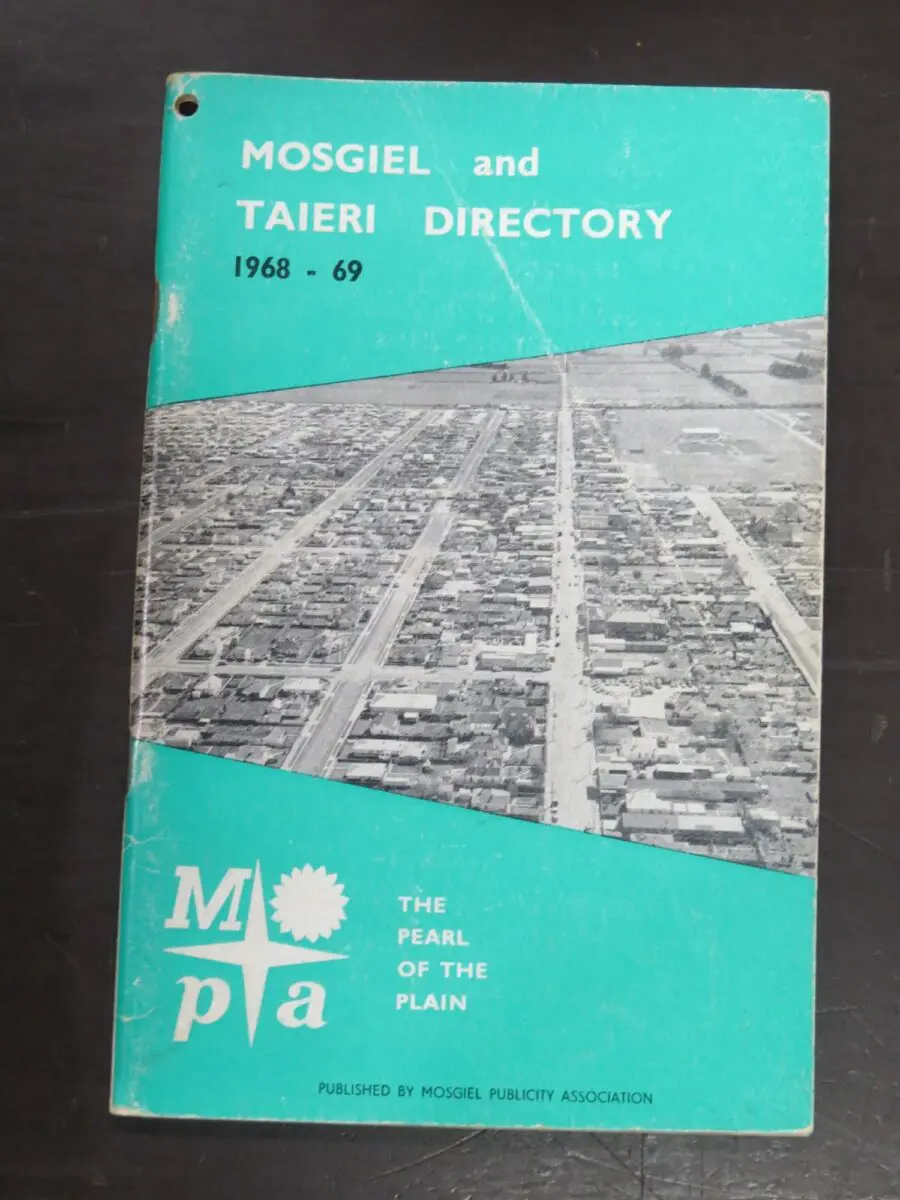 MOSGIEL and
TAIERI DIRECTORY
1968 - 69
M
p a
THE
PEARL
OF THE
PLAIN
PUBLISHED BY MOSGIEL PUBLICITY ASSOCIATION